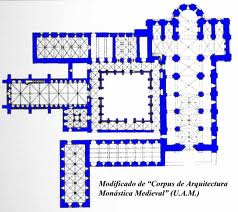 Modificado de “Corpus de Arquitectura
Monástica Medieval” (U.A.M.)